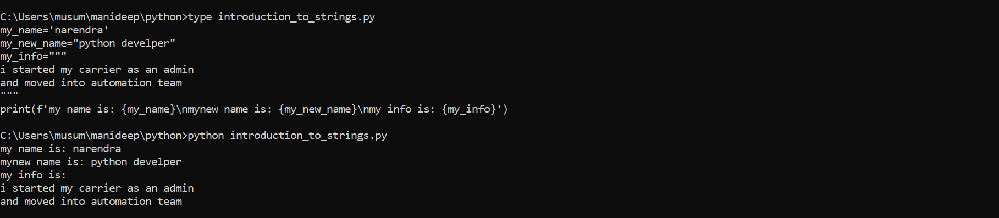 C:\Users\musum\manideep\python>type introduction_to_strings.py
my_name='narendra'
my_new_name="python develper"
my_info="""
i started my carrier as an admin
and moved into automation team
"""
print(f'my name is: {my_name}\nmynew name is: {my_new_name}\nmy info is: {my_info}')
C:\Users\musum\manideep\python>python introduction_to_strings.py
my name is: narendra
mynew name is: python develper
my info is:
i started my carrier as an admin
and moved into automation team